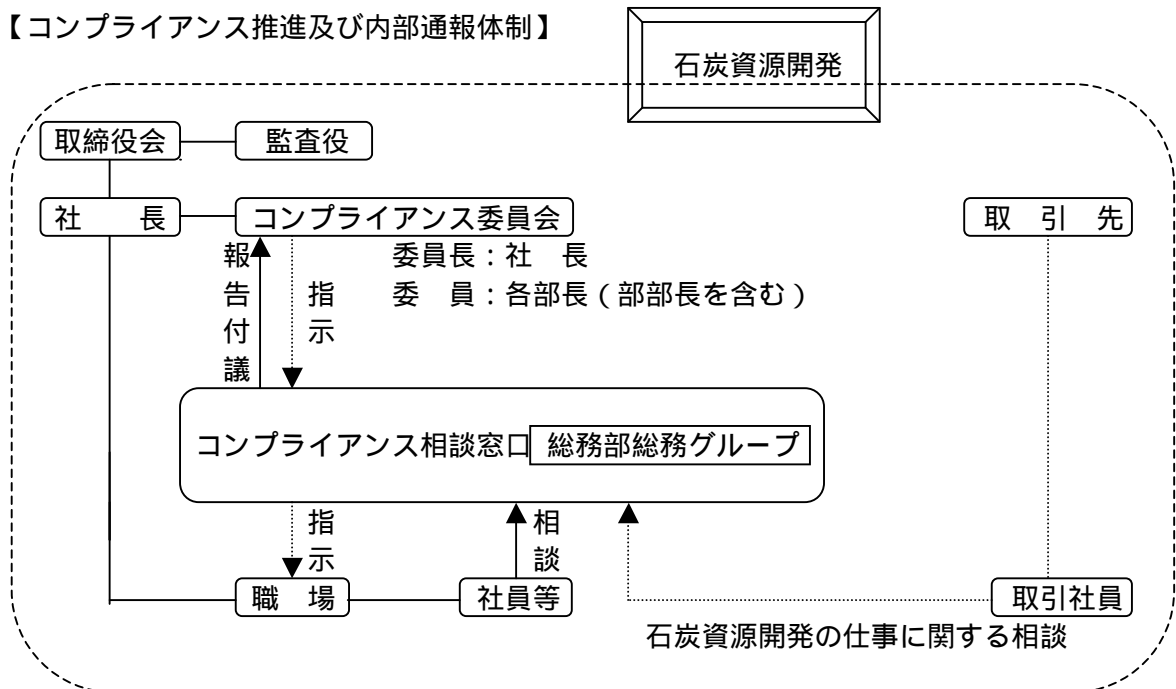 【コンプライアンス推進及び内部通報体制】
石炭資源開発
取締役会
監査役
社　長
コンプライアンス委員会
取　引　先
報告付議
指示
委員長：社　長
委　員：各部長（部部長を含む）
コンプライアンス相談窓口 総務部総務グループ
指示
相談
職　場
社員等
取引社員
石炭資源開発の仕事に関する相談